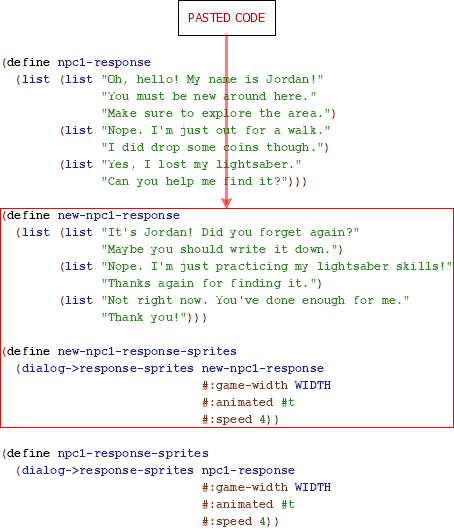 PASTED CODE
(define npc1-response
(list (list "Oh, hello! My name is Jordan!"
"You must be new around here."
"Make sure to explore the area.")
(list "Nope. I'm just out for a walk."
"I did drop some coins though.")
(list "Yes, I lost my lightsaber."
"Can you help me find it?")))
(define new-npc1-response
(list (list "It's Jordan! Did you forget again?"
"Maybe you should write it down.")
(list "Nope. I'm just practicing my lightsaber skills!"
"Thanks again for finding it.")
(list "Not right now. You've done enough for me."
"Thank you!")))
(define new-npc1-response-sprites
(dialog->response-sprites new-npc1-response
#:game-width WIDTH
#:animated #t
#:speed 4))
(define npc1-response-sprites
(dialog->response-sprites npc1-response
#:game-width WIDTH
#:animated #t
#:speed 4))